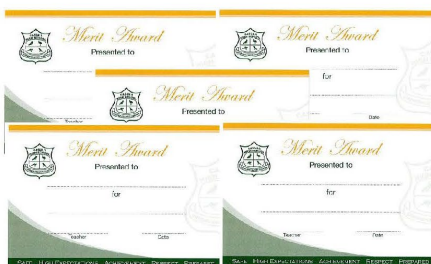 Merit Award
Presented to
Teacher
Merit Award
Presented to
for
Date
Merit Award
Presented to
Merit Award
Presented to
for
Teacher
Date
SAFE HIGH EXPECTATIONS ACHIEVEMENT RESPECT PREPARED
Merit Award
Presented to
for
Teacher
Date
SAFE HIGH EXPECTATIONS ACHIEVEMENT RESPECT PREPARED